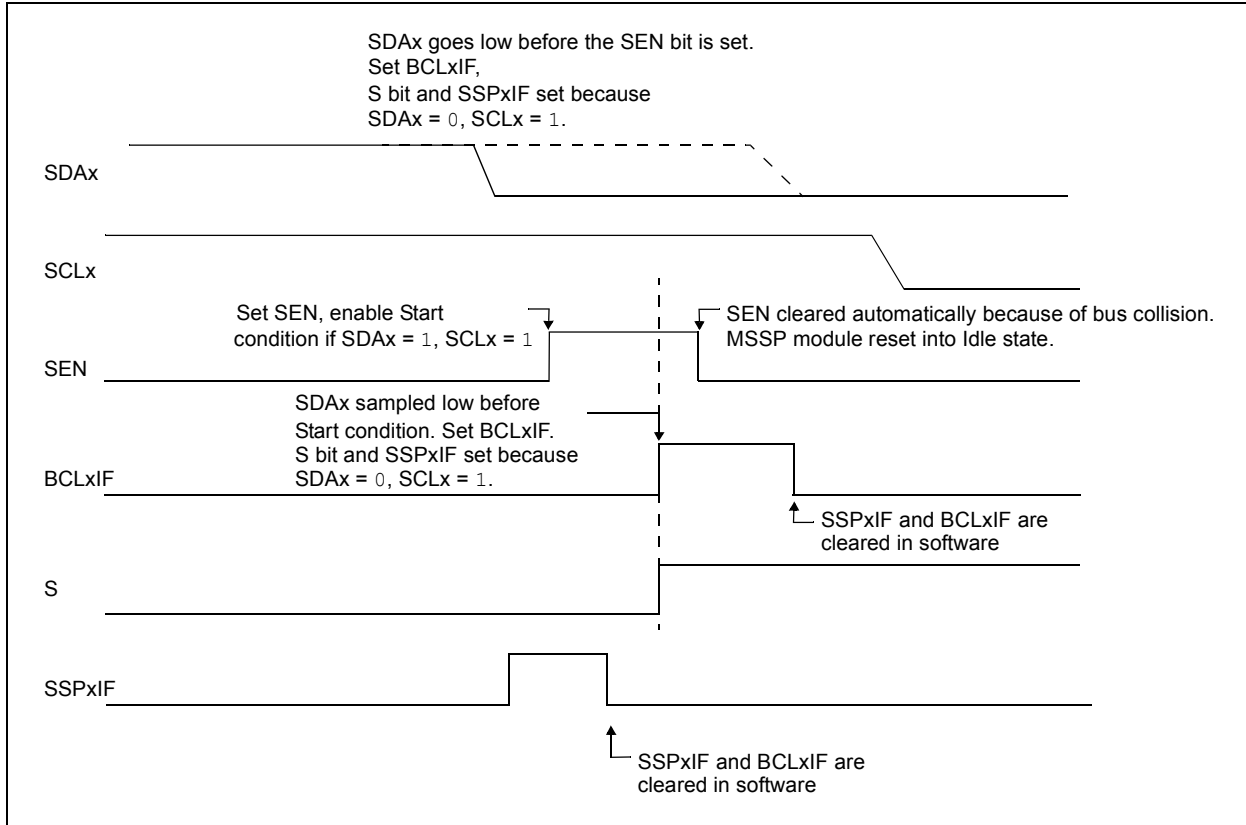 SDAx goes low before the SEN bit is set.
Set BCLxIF,
S bit and SSPxIF set because
SDAx = 0, SCLx = 1.
SDAx
SCLx
Set SEN, enable Start
condition if SDAx = 1, SCLx = 1
SEN cleared automatically because of bus collision.
MSSP module reset into Idle state.
SEN
SDAx sampled low before
Start condition. Set BCLxIF.
S bit and SSPxIF set because
SDAx = 0, SCLx = 1.
BCLxIF
SSPxIF and BCLxIF are
cleared in software
S
SSPxIF
SSPxIF and BCLxIF are
cleared in software